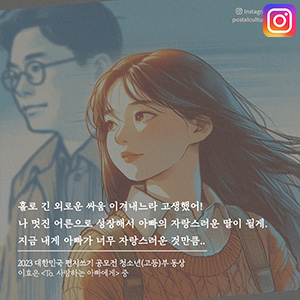 Instagram
postalcultu
홀로 긴 외로운 싸움 이겨내느라 고생했어!
나 멋진 어른으로 성장해서 아빠의 자랑스러운 딸이 될게.
지금 내게 아빠가 너무 자랑스러운 것만큼..
2023 대한민국 편지쓰기 공모전 청소년(고등)부 동상
이효은 <To. 사랑하는 아빠에게> 중